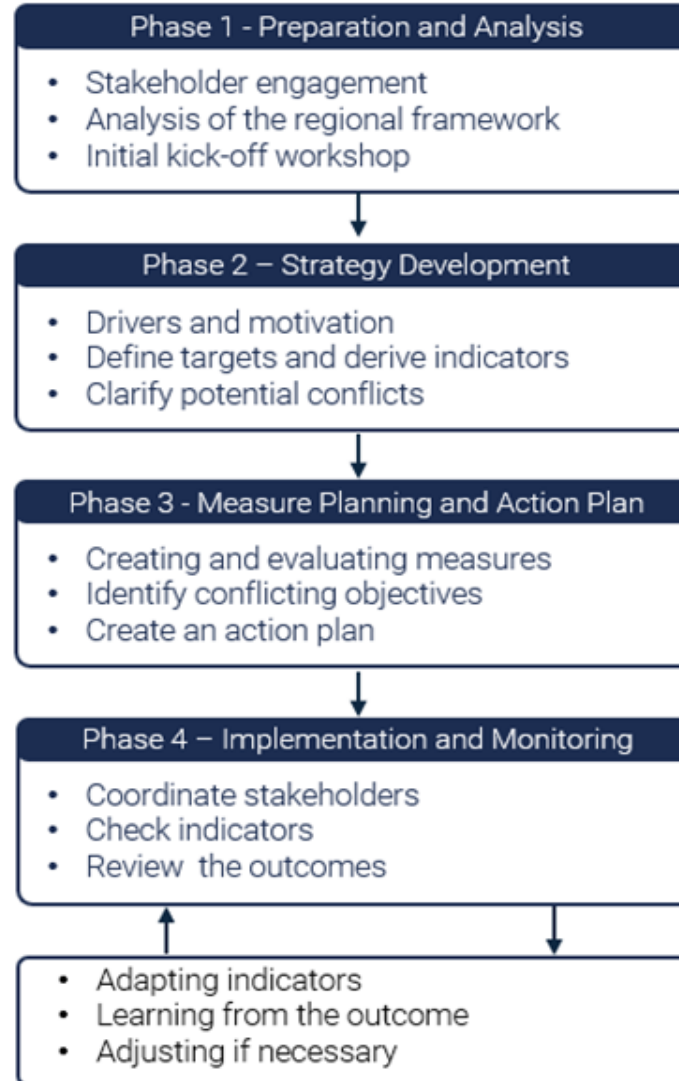 Phase 1 - Preparation and Analysis
• Stakeholder engagement
• Analysis of the regional framework
• Initial kick-off workshop
Phase 2 – Strategy Development
• Drivers and motivation
• Define targets and derive indicators
• Clarify potential conflicts
Phase 3 - Measure Planning and Action Plan
• Creating and evaluating measures
• Identify conflicting objectives
• Create an action plan
Phase 4 – Implementation and Monitoring
• Coordinate stakeholders
• Check indicators
• Review the outcomes
• Adapting indicators
• Learning from the outcome
• Adjusting if necessary